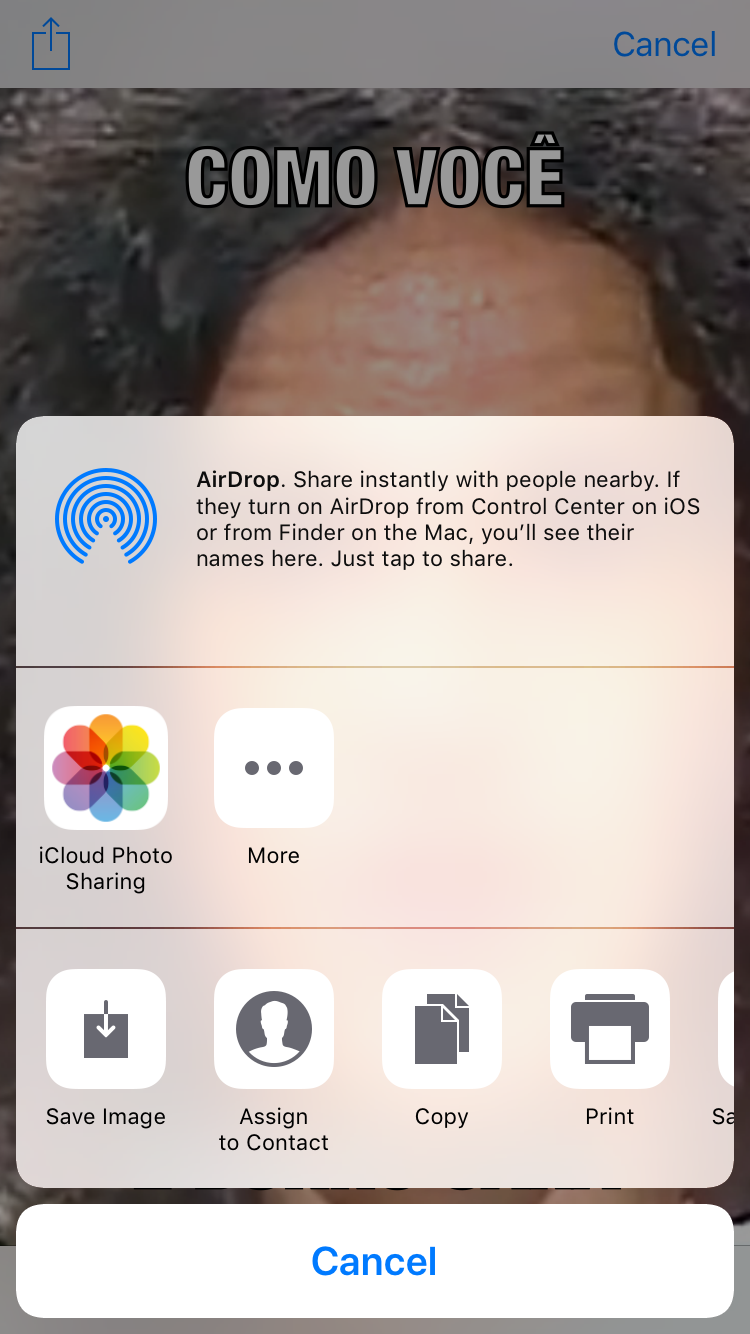 Cancel
COMO VOCÊ
AirDrop. Share instantly with people nearby. If
they turn on AirDrop from Control Center on iOS
or from Finder on the Mac, you’ll see their
names here. Just tap to share.
iCloud Photo
Sharing
More
Save Image
Assign
to Contact
Copy
Print
Sa
Cancel